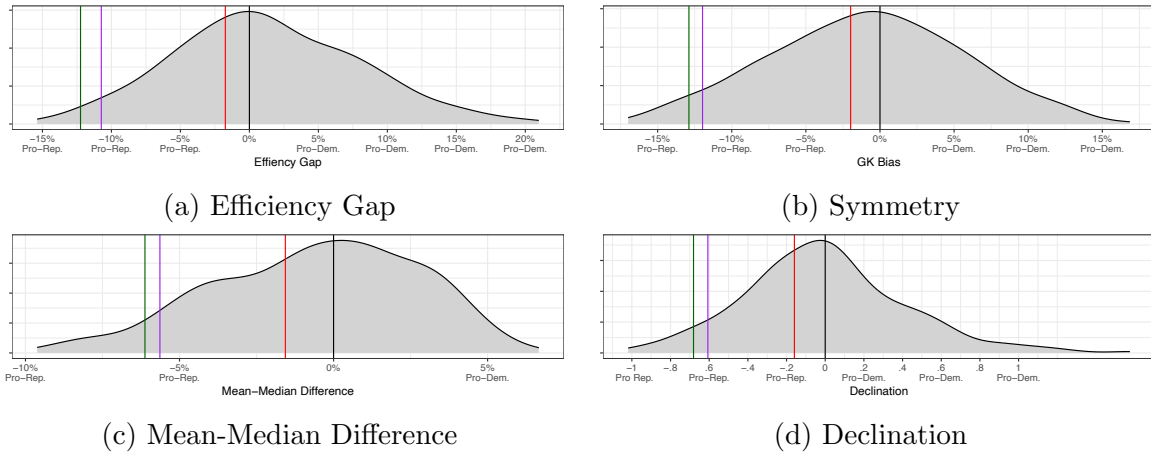 −15% −10% −5% 0% 5% 10% 15% 20%
Pro−Rep. Pro−Rep. Pro−Rep. Pro−Dem. Pro−Dem. Pro−Dem. Pro−Dem.
Effiency Gap
(a) Efficiency Gap
−15% −10% −5% 0% 5% 10% 15%
Pro−Rep. Pro−Rep. Pro−Rep. Pro−Dem. Pro−Dem. Pro−Dem.
GK Bias
(b) Symmetry
−10% −5% 0% 5%
Pro−Rep. Pro−Rep. Pro−Dem.
Mean−Median Difference
(c) Mean-Median Difference
−1 −.8 −.6 −.4 −.2 0 .2 .4 .6 .8 1
Pro Rep. Pro−Rep. Pro−Rep. Pro−Dem. Pro−Dem. Pro−Dem.
Declination
(d) Declination